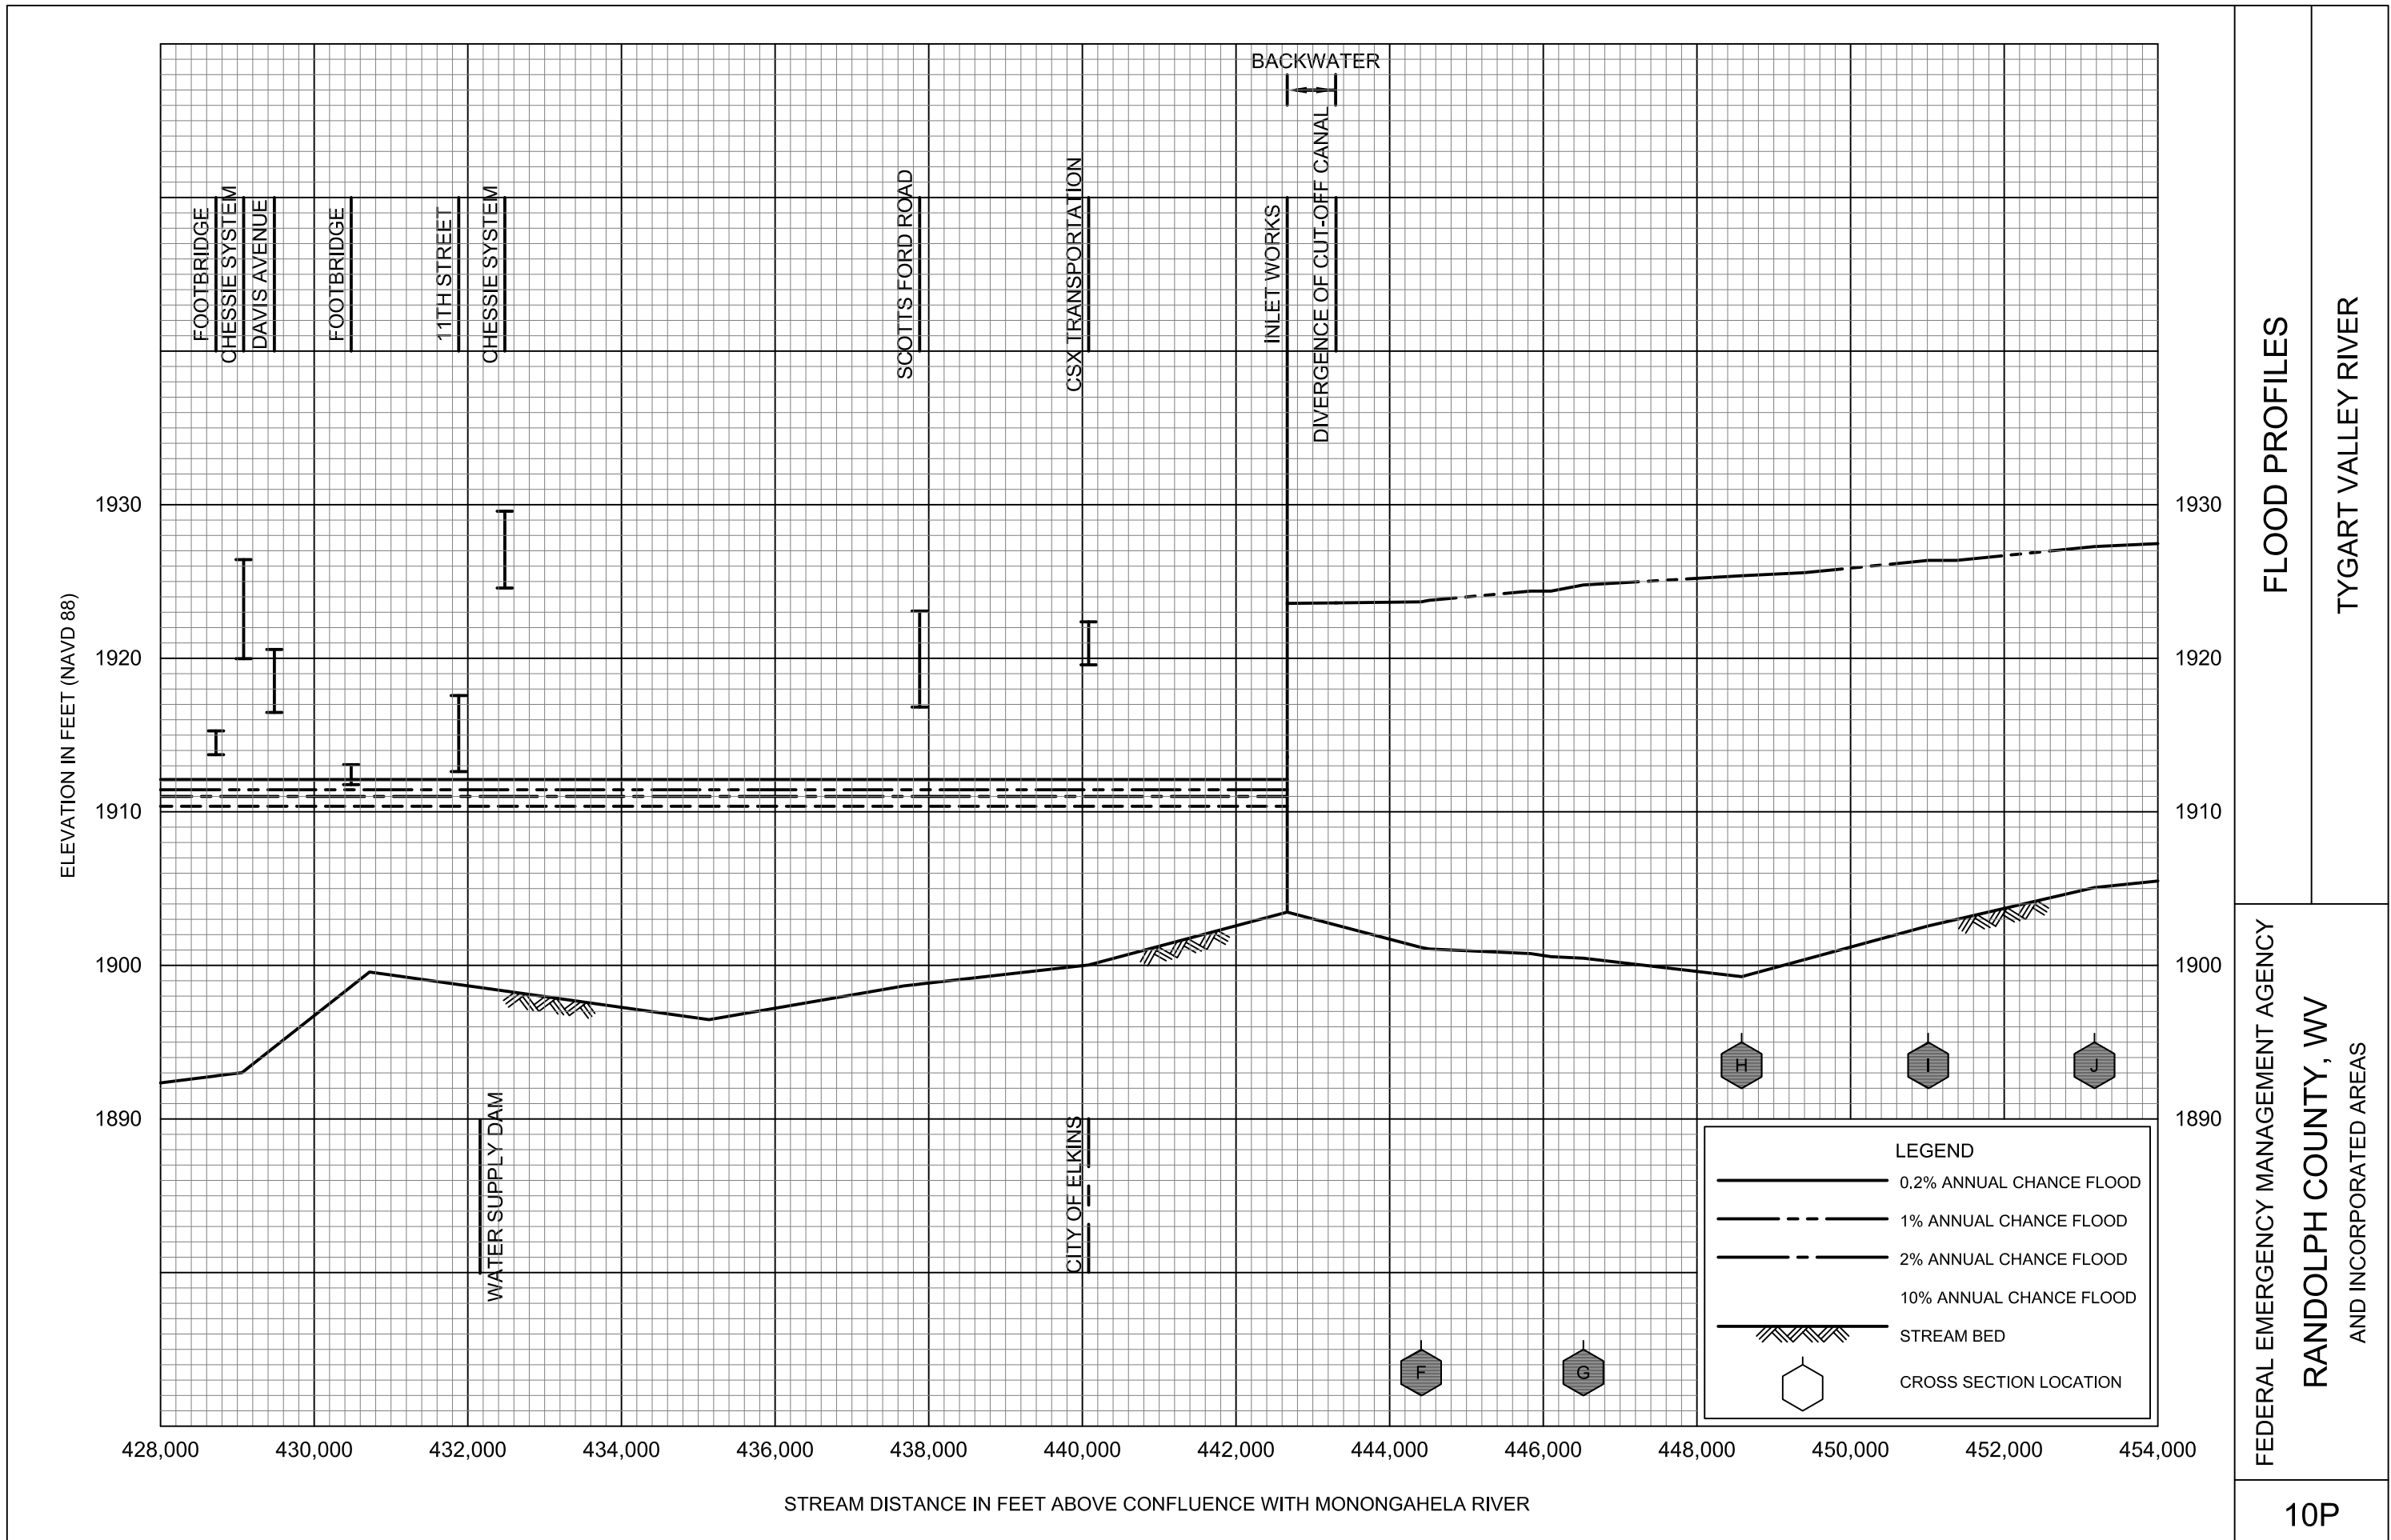 BACKWATER
FOOTBRIDGE
CHESSIE SYSTEM
DAVIS AVENUE
FOOTBRIDGE
11TH STREET
CHESSIE SYSTEM
SCOTTS FORD ROAD
CSX TRANSPORTATION
INLET WORKS
DIVERGENCE OF CUT-OFF CANAL
1930
1920
1910
1900
1890
ELEVATION IN FEET (NAVD 88)
1930
1920
1910
1900
1890
WATER SUPPLY DAM
CITY OF ELKINS
F
G
H
I
J
LEGEND
0.2% ANNUAL CHANCE FLOOD
1% ANNUAL CHANCE FLOOD
2% ANNUAL CHANCE FLOOD
10% ANNUAL CHANCE FLOOD
STREAM BED
CROSS SECTION LOCATION
428,000 430,000 432,000 434,000 436,000 438,000 440,000 442,000 444,000 446,000 448,000 450,000 452,000 454,000
STREAM DISTANCE IN FEET ABOVE CONFLUENCE WITH MONONGAHELA RIVER
FLOOD PROFILES
TYGART VALLEY RIVER
FEDERAL EMERGENCY MANAGEMENT AGENCY
RANDOLPH COUNTY, WV
AND INCORPORATED AREAS
10P